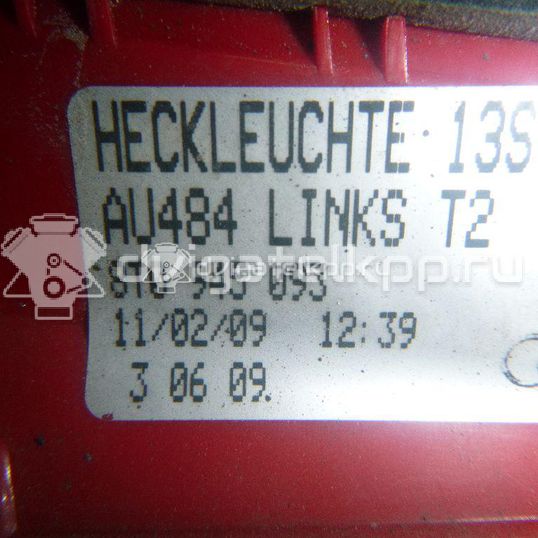 HECKLEUCHTE 13S
AU484 LINKS T2
11/02/09 12:39
3 06 09.